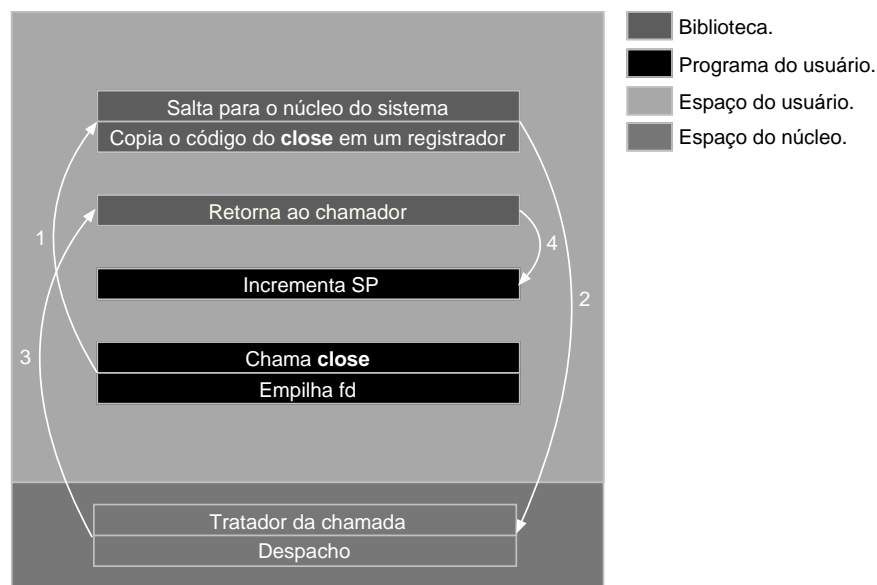 Biblioteca.
Programa do usuário.
Espaço do usuário.
Espaço do núcleo.
Salta para o núcleo do sistema
Copia o código do close em um registrador
Retorna ao chamador
1
4
Incrementa SP
2
3
Chama close
Empilha fd
Tratador da chamada
Despacho